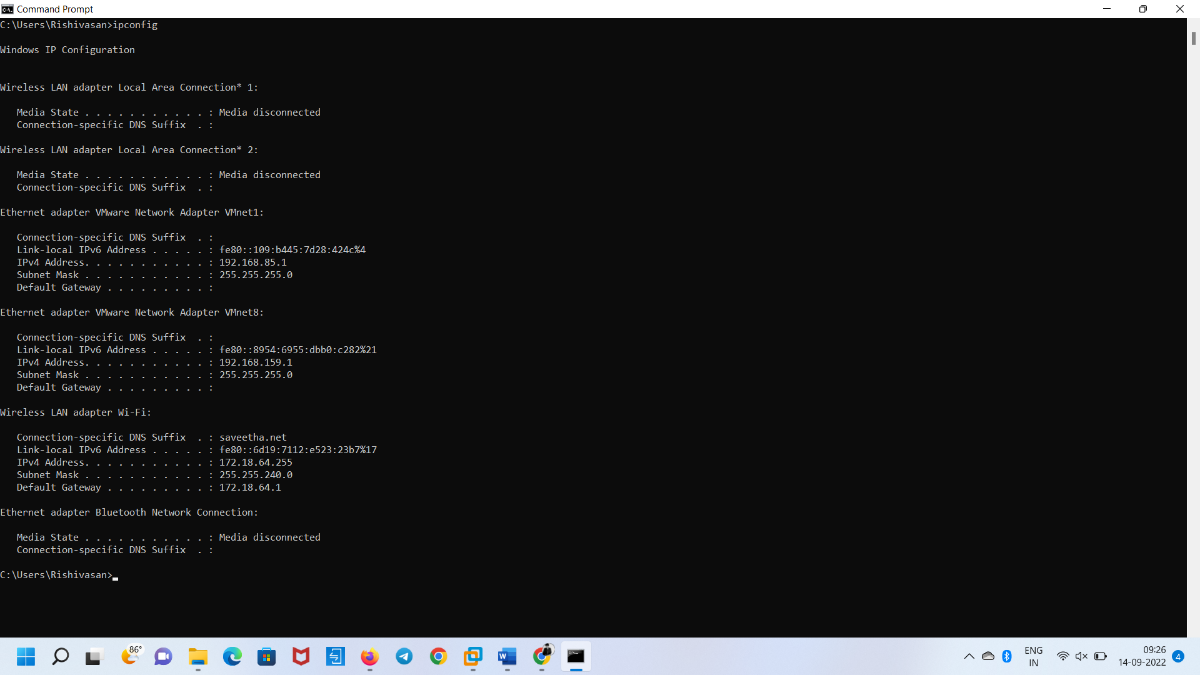 Command Prompt
C:\Users\Rishivasan>ipconfig
Windows IP Configuration
Wireless LAN adapter Local Area Connection* 1:
Media State . . . . . . . . . . . : Media disconnected
Connection-specific DNS Suffix  . :
Wireless LAN adapter Local Area Connection* 2:
Media State . . . . . . . . . . . : Media disconnected
Connection-specific DNS Suffix  . :
Ethernet adapter VMware Network Adapter VMnet1:
Connection-specific DNS Suffix  . :
Link-local IPv6 Address . . . . . : fe80::109:b445:7d28:424c%4
IPv4 Address. . . . . . . . . . . : 192.168.85.1
Subnet Mask . . . . . . . . . . . : 255.255.255.0
Default Gateway . . . . . . . . . :
Ethernet adapter VMware Network Adapter VMnet8:
Connection-specific DNS Suffix  . :
Link-local IPv6 Address . . . . . : fe80::8954:6955:dbb0:c282%21
IPv4 Address. . . . . . . . . . . : 192.168.159.1
Subnet Mask . . . . . . . . . . . : 255.255.255.0
Default Gateway . . . . . . . . . :
Wireless LAN adapter Wi-Fi:
Connection-specific DNS Suffix  . : saveetha.net
Link-local IPv6 Address . . . . . : fe80::6d19:7112:e523:23b7%17
IPv4 Address. . . . . . . . . . . : 172.18.64.255
Subnet Mask . . . . . . . . . . . : 255.255.240.0
Default Gateway . . . . . . . . . : 172.18.64.1
Ethernet adapter Bluetooth Network Connection:
Media State . . . . . . . . . . . : Media disconnected
Connection-specific DNS Suffix  . :
C:\Users\Rishivasan>
86°
ENG
IN
09:26
14-09-2022
4